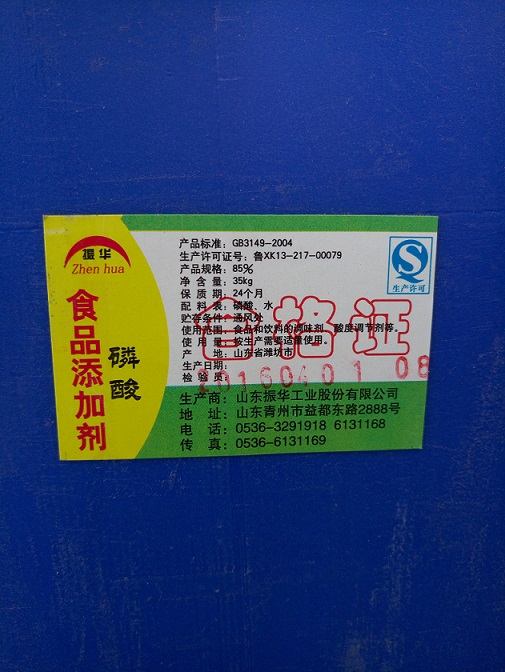 振华
Zhen hua
食品添加剂
磷酸
产品标准: GB3149-2004
生产许可证号: 鲁XK13-217-00079
产品规格: 85%
净 含 量: 35kg
保 质 期: 24个月
配 料 表: 磷酸、水
贮存条件: 通风处
使用范围: 食品和饮料的调味剂、酸度调节剂等。
使 用 量: 按生产需要适量使用。
产 地: 山东省潍坊市
生产日期:
检 验 员:
合格证
20160401 08
QS
生产许可
生产商: 山东振华工业股份有限公司
地 址: 山东青州市益都东路2888号
电 话: 0536-3291918 6131168
传 真: 0536-6131169